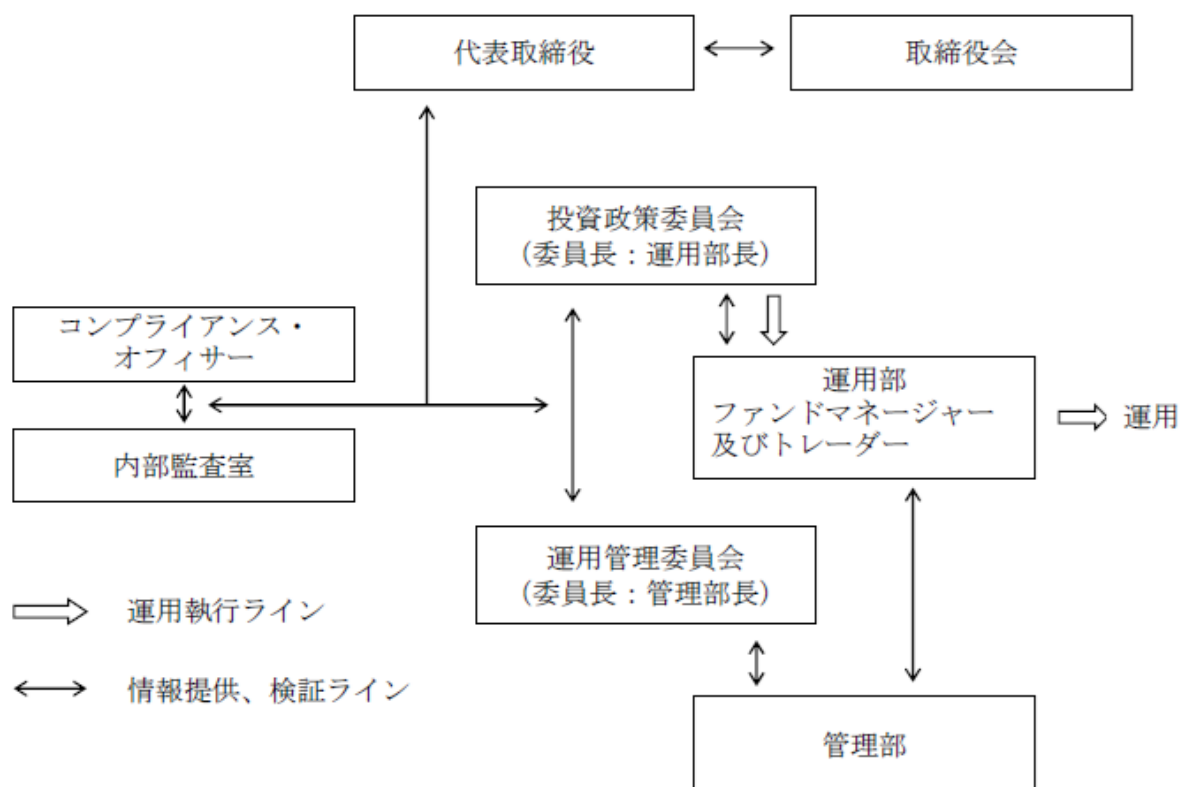 代表取締役
取締役会
投資政策委員会
(委員長：運用部長)
コンプライアンス・
オフィサー
運用部
ファンドマネージャー
及びトレーダー
運用
内部監査室
運用管理委員会
(委員長：管理部長)
運用執行ライン
情報提供、検証ライン
管理部